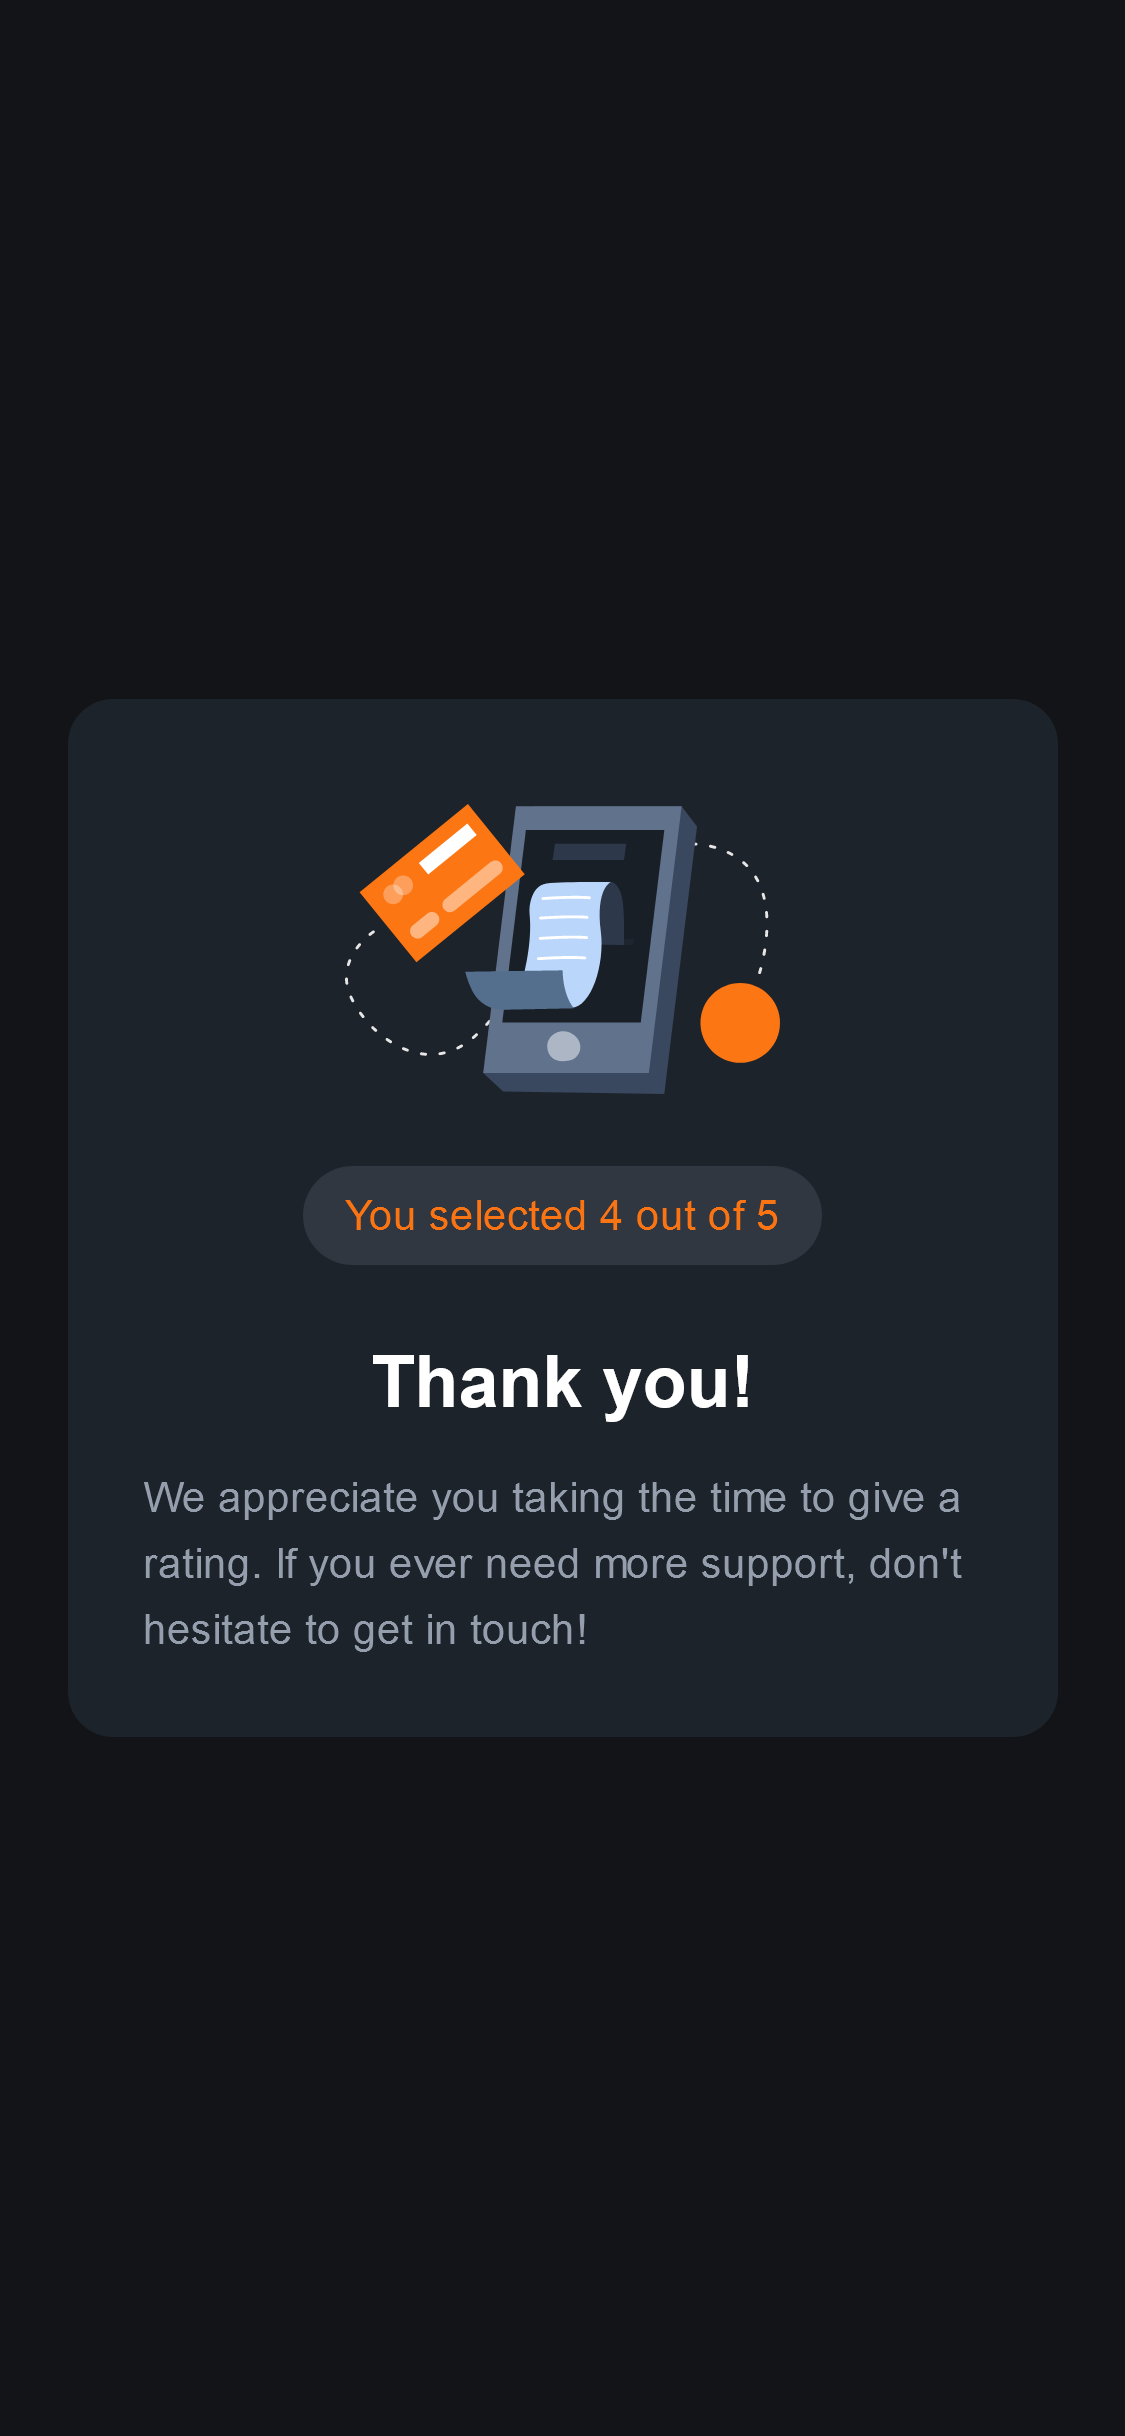 You selected 4 out of 5
Thank you!
We appreciate you taking the time to give a
rating. If you ever need more support, don't
hesitate to get in touch!